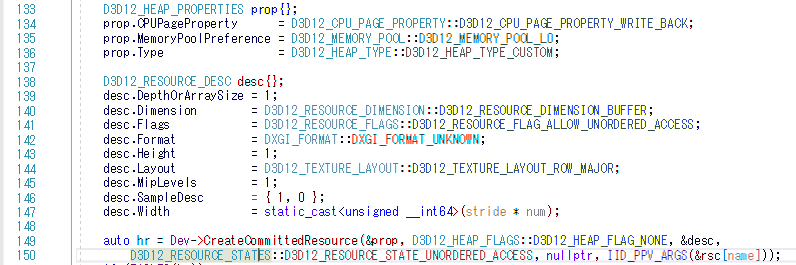 133 D3D12_HEAP_PROPERTIES prop{};
134 prop.CPUPageProperty = D3D12_CPU_PAGE_PROPERTY::D3D12_CPU_PAGE_PROPERTY_WRITE_BACK;
135 prop.MemoryPoolPreference = D3D12_MEMORY_POOL::D3D12_MEMORY_POOL_L0;
136 prop.Type = D3D12_HEAP_TYPE::D3D12_HEAP_TYPE_CUSTOM;
137
138 D3D12_RESOURCE_DESC desc{};
139 desc.DepthOrArraySize = 1;
140 desc.Dimension = D3D12_RESOURCE_DIMENSION::D3D12_RESOURCE_DIMENSION_BUFFER;
141 desc.Flags = D3D12_RESOURCE_FLAGS::D3D12_RESOURCE_FLAG_ALLOW_UNORDERED_ACCESS;
142 desc.Format = DXGI_FORMAT::DXGI_FORMAT_UNKNOWN;
143 desc.Height = 1;
144 desc.Layout = D3D12_TEXTURE_LAYOUT::D3D12_TEXTURE_LAYOUT_ROW_MAJOR;
145 desc.MipLevels = 1;
146 desc.SampleDesc = { 1, 0 };
147 desc.Width = static_cast<unsigned __int64>(stride * num);
148
149 auto hr = Dev->CreateCommittedResource(&prop, D3D12_HEAP_FLAGS::D3D12_HEAP_FLAG_NONE, &desc,
150 D3D12_RESOURCE_STATES::D3D12_RESOURCE_STATE_UNORDERED_ACCESS, nullptr, IID_PPV_ARGS(&rsc[name]));